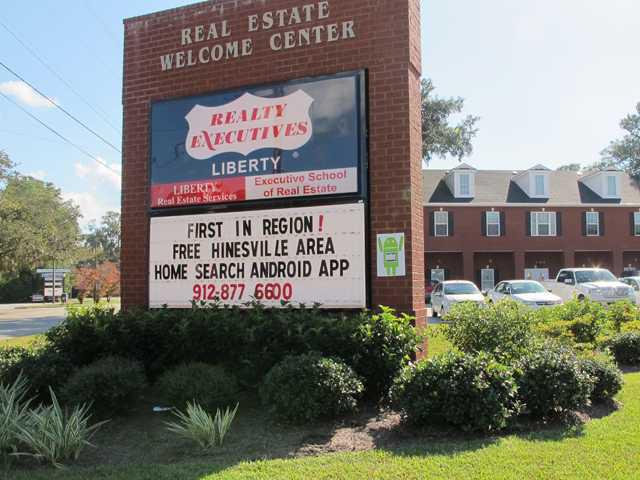 REAL ESTATE
WELCOME CENTER
REALTY
EXECUTIVES
LIBERTY
LIBERTY
Real Estate Services
Executive School
of Real Estate
FIRST IN REGION!
FREE HINESVILLE AREA
HOME SEARCH ANDROID APP
912-877 6600